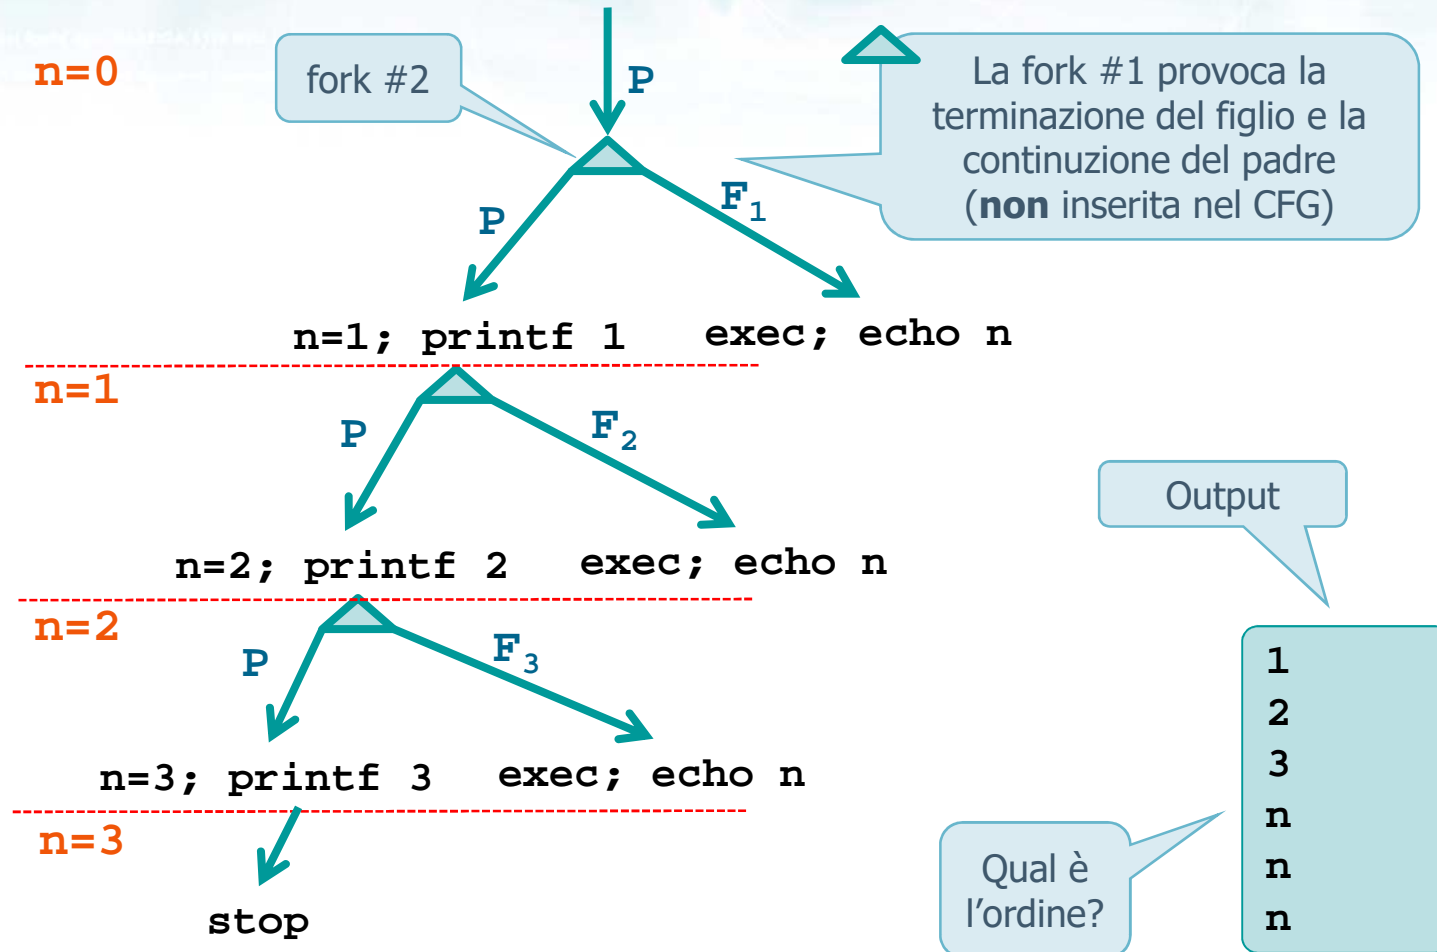 n=0
fork #2
P
La fork #1 provoca la
terminazione del figlio e la
continuzione del padre
(non inserita nel CFG)
P
F1
n=1; printf 1
exec; echo n
n=1
P
F2
n=2; printf 2
exec; echo n
n=2
P
F3
n=3; printf 3
exec; echo n
n=3
stop
Output
1
2
3
n
n
n
Qual è
l'ordine?